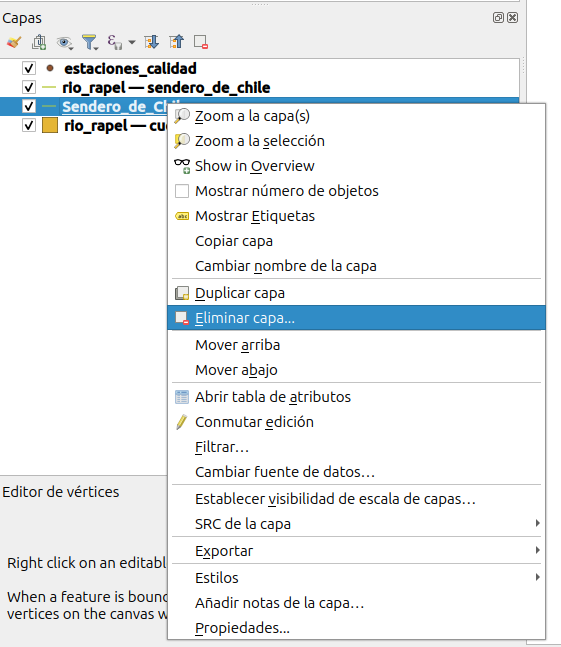 Capas
estaciones_calidad
rio_rapel — sendero_de_chile
Sendero_de_Chile
rio_rapel — cu
Zoom a la capa(s)
Zoom a la selección
Show in Overview
Mostrar número de objetos
abc Mostrar Etiquetas
Copiar capa
Cambiar nombre de la capa
Duplicar capa
Eliminar capa...
Mover arriba
Mover abajo
Abrir tabla de atributos
Conmutar edición
Filtrar…
Cambiar fuente de datos…
Establecer visibilidad de escala de capas…
SRC de la capa
Exportar
Estilos
Añadir notas de la capa…
Propiedades...
Editor de vértices
Right click on an editable
When a feature is bound
vertices on the canvas w